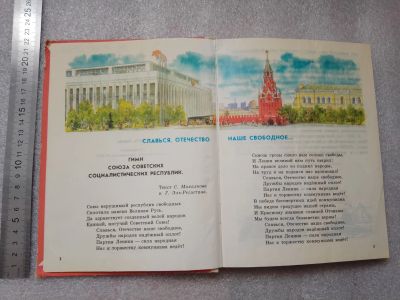 СЛАВЬСЯ, ОТЕЧЕСТВО
ГИМН
СОЮЗА СОВЕТСКИХ
СОЦИАЛИСТИЧЕСКИХ РЕСПУБЛИК.
Текст С. Михалкова
и Г. Эль-Регистана.
Союз нерушимый республик свободных
Сплотила навеки Великая Русь.
Да здравствует созданный волей народов
Единый, могучий Советский Союз!
Славься, Отечество наше свободное,
Дружбы народов надёжный оплот!
Партия Ленина — сила народная
Нас к торжеству коммунизма ведёт!
НАШЕ СВОБОДНОЕ...
Сквозь грозы сияло нам солнце свободы,
И Ленин великий нам путь озарил:
На правое дело он поднял народы,
На труд и на подвиги нас вдохновил!
Славься, Отечество наше свободное,
Дружбы народов надёжный оплот!
Партия Ленина — сила народная
Нас к торжеству коммунизма ведёт!
В победе бессмертных идей коммунизма
Мы видим грядущее нашей страны,
И Красному знамени славной Отчизны
Мы будем всегда беззаветно верны!
Славься, Отечество наше свободное,
Дружбы народов надёжный оплот!
Партия Ленина — сила народная
Нас к торжеству коммунизма ведёт!